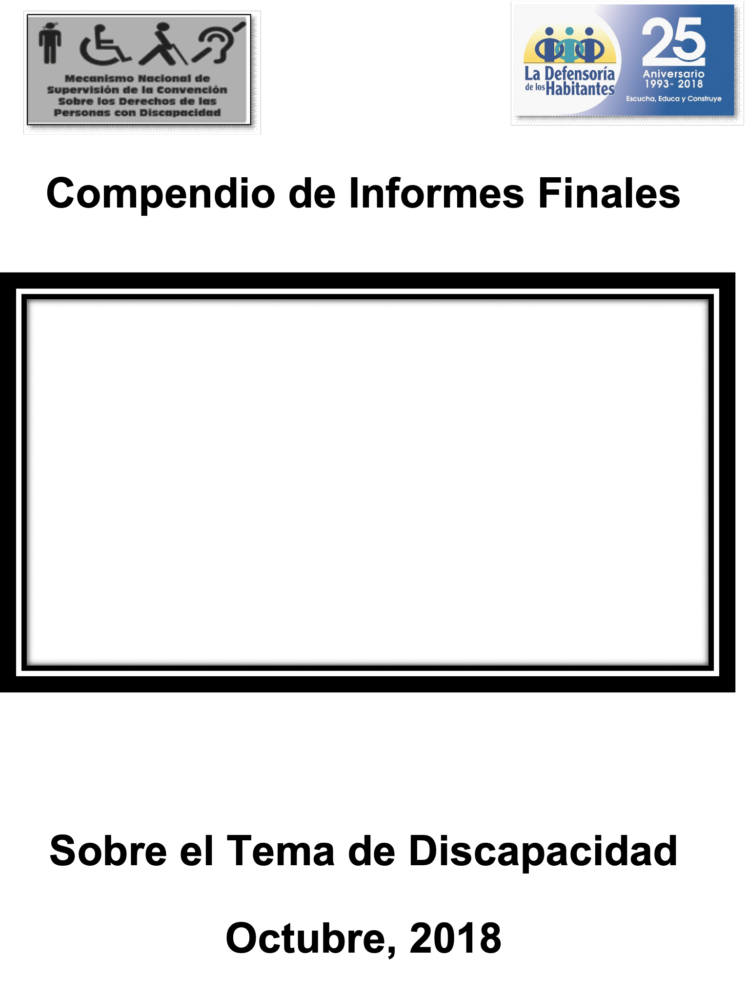 Mecanismo Nacional de
Supervisión de la Convención
Sobre los Derechos de las
Personas con Discapacidad
La Defensoría
de los Habitantes
25
Aniversario
1993- 2018
Escucha, Educa y Construye
Compendio de Informes Finales
Sobre el Tema de Discapacidad
Octubre, 2018